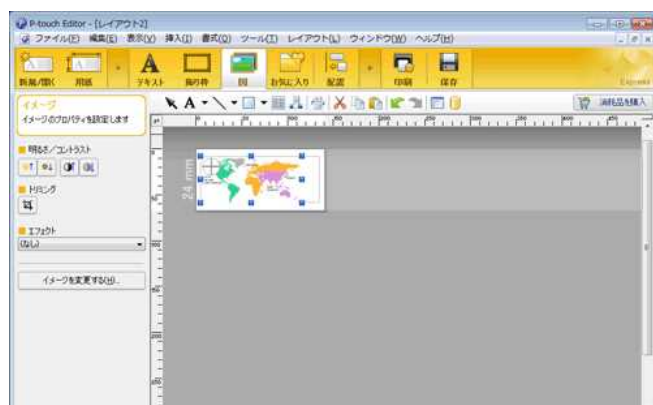 P-touch Editor - [レイアウト2]
ファイル(F) 編集(E) 表示(V) 挿入(I) 書式(O) ツール(T) レイアウト(L) ウィンドウ(W) ヘルプ(H)
新規/開く 用紙 テキスト 飾り枠 図 お気に入り 配置 印刷 保存 Express
イメージ
イメージのプロパティを設定します
消耗品を購入
明るさ/コントラスト
24 mm
トリミング
エフェクト
(なし)
イメージを変更する(H)...